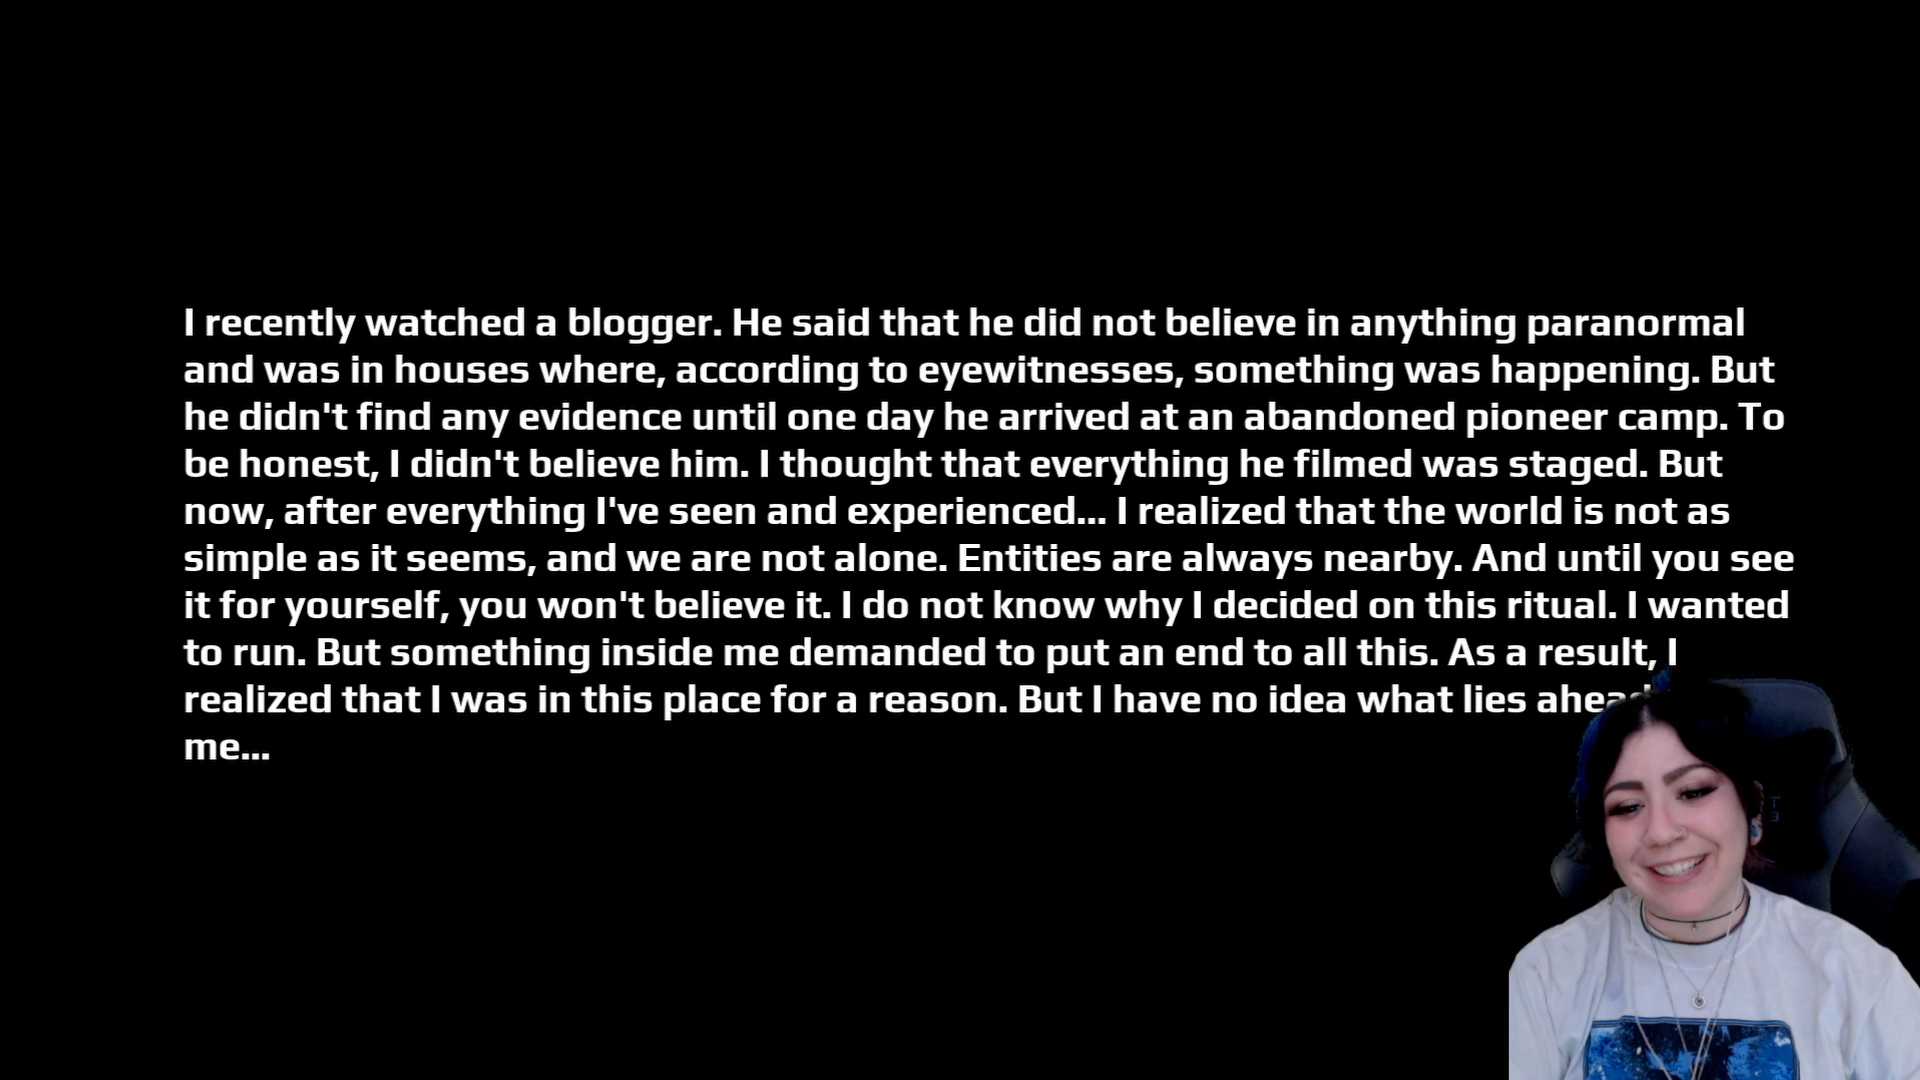 I recently watched a blogger. He said that he did not believe in anything paranormal
and was in houses where, according to eyewitnesses, something was happening. But
he didn't find any evidence until one day he arrived at an abandoned pioneer camp. To
be honest, I didn't believe him. I thought that everything he filmed was staged. But
now, after everything I've seen and experienced... I realized that the world is not as
simple as it seems, and we are not alone. Entities are always nearby. And until you see
it for yourself, you won't believe it. I do not know why I decided on this ritual. I wanted
to run. But something inside me demanded to put an end to all this. As a result, I
realized that I was in this place for a reason. But I have no idea what lies
me...